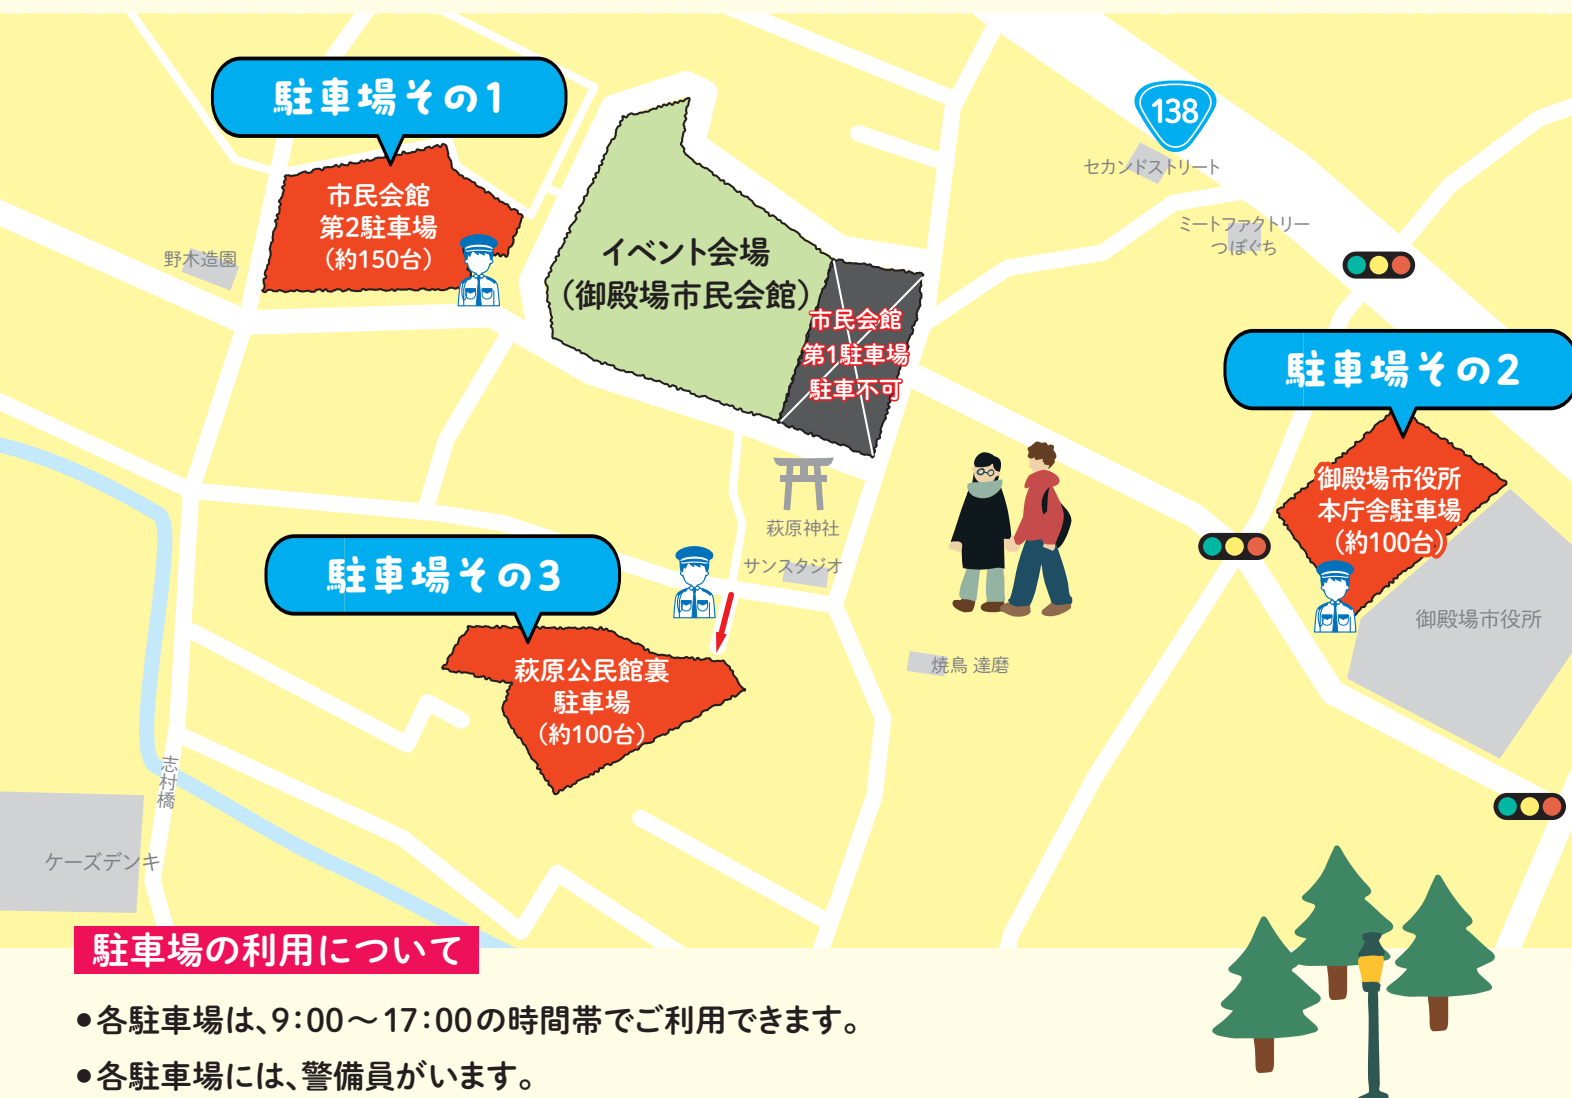 駐車場その1
138
セカンドストリート
市民会館
第2駐車場
(約150台)
野木造園
イベント会場
(御殿場市民会館)
ミートファクトリー
つぼぐち
市民会館
第1駐車場
駐車不可
駐車場その2
御殿場市役所
本庁舎駐車場
(約100台)
萩原神社
サンスタジオ
駐車場その3
御殿場市役所
焼鳥 達磨
萩原公民館裏
駐車場
(約100台)
志村橋
ケーズデンキ
駐車場の利用について
●各駐車場は、9:00〜17:00の時間帯でご利用できます。
●各駐車場には、警備員がいます。